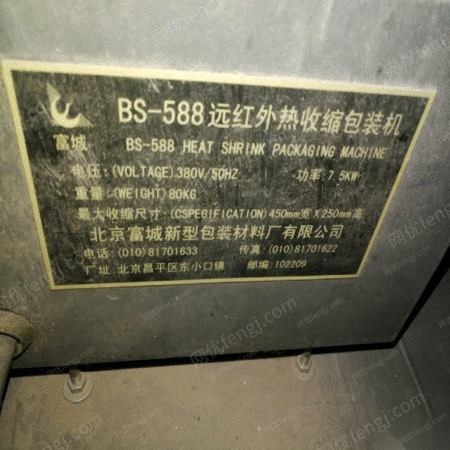 BS-588远红外热收缩包装机
富城
BS-588 HEAT SHRINK PACKAGING MACHINE
电压:(VOLTAGE)380V/50HZ 功率:7.5KW
重量:(WEIGHT)80KG
最大收缩尺寸:(CSPEGIFICATION)450mm宽X250mm高
北京富城新型包装材料厂有限公司
电话:(010)81701633 传真:(010)81701622
厂址:北京昌平区东小口镇 邮编:102209